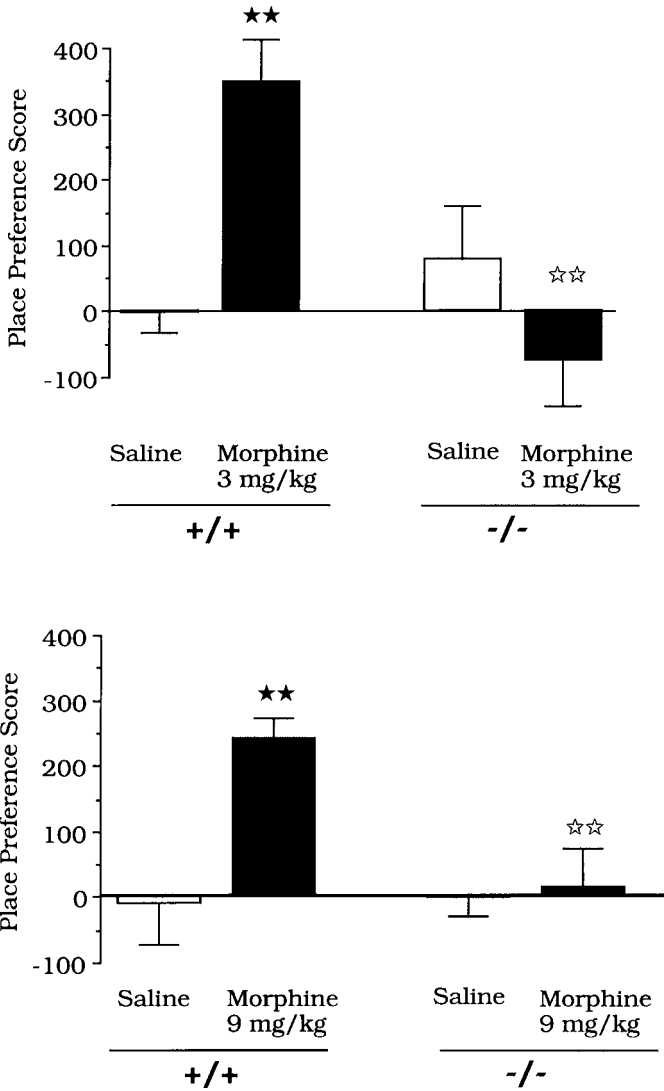 ★★
400
300
200
100
0
-100
Place Preference Score
☆☆
Saline
Morphine
3 mg/kg
Saline
Morphine
3 mg/kg
+/+
-/-
400
300
200
100
0
-100
Place Preference Score
★★
☆☆
Saline
Morphine
9 mg/kg
Saline
Morphine
9 mg/kg
+/+
-/-